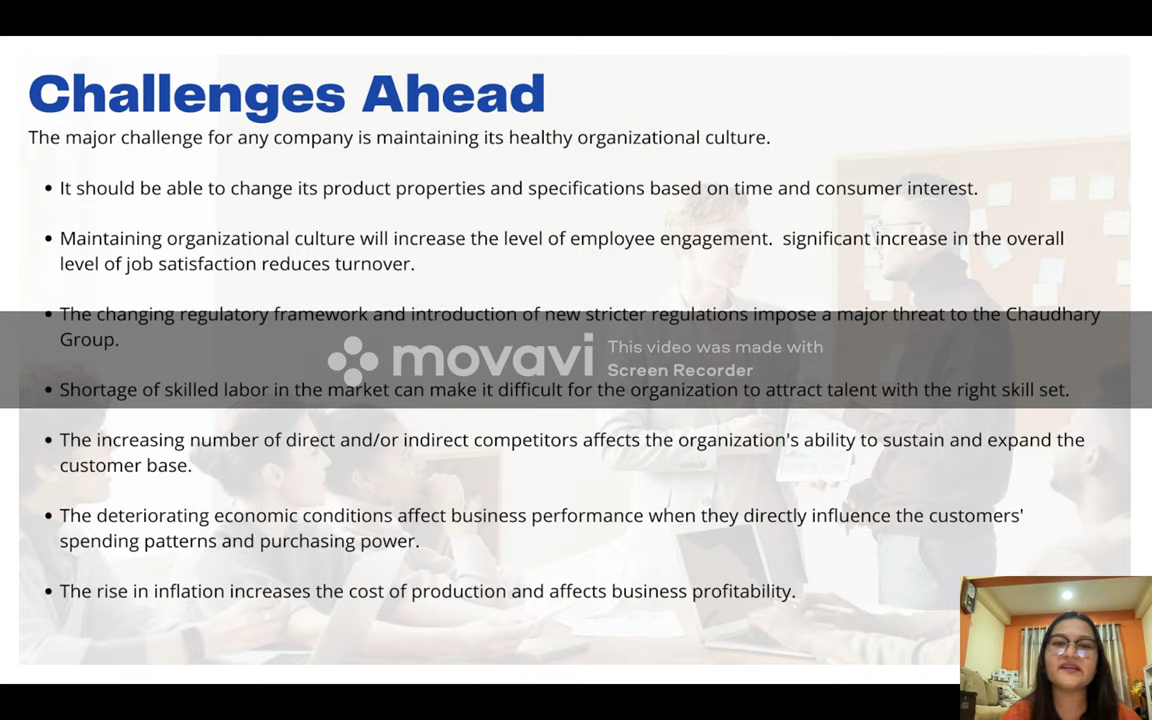 Challenges Ahead
The major challenge for any company is maintaining its healthy organizational culture.
• It should be able to change its product properties and specifications based on time and consumer interest.
• Maintaining organizational culture will increase the level of employee engagement.  significant increase in the overall
level of job satisfaction reduces turnover.
• The changing regulatory framework and introduction of new stricter regulations impose a major threat to the Chaudhary
Group.
movavi
This video was made with
Screen Recorder
• Shortage of skilled labor in the market can make it difficult for the organization to attract talent with the right skill set.
• The increasing number of direct and/or indirect competitors affects the organization's ability to sustain and expand the
customer base.
• The deteriorating economic conditions affect business performance when they directly influence the customers'
spending patterns and purchasing power.
• The rise in inflation increases the cost of production and affects business profitability.